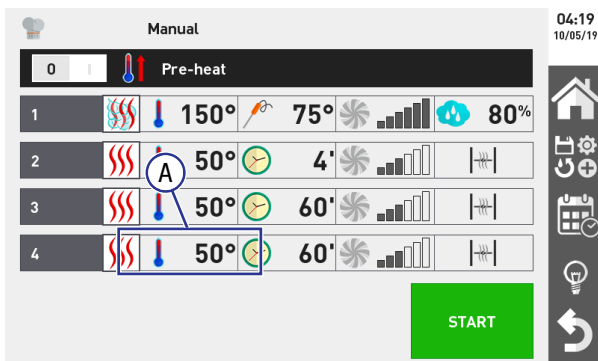 Manual
04:19
10/05/19
0 I Pre-heat
1 150° 75° 80%
2 50° 4'
A
3 50° 60'
4 50° 60'
START